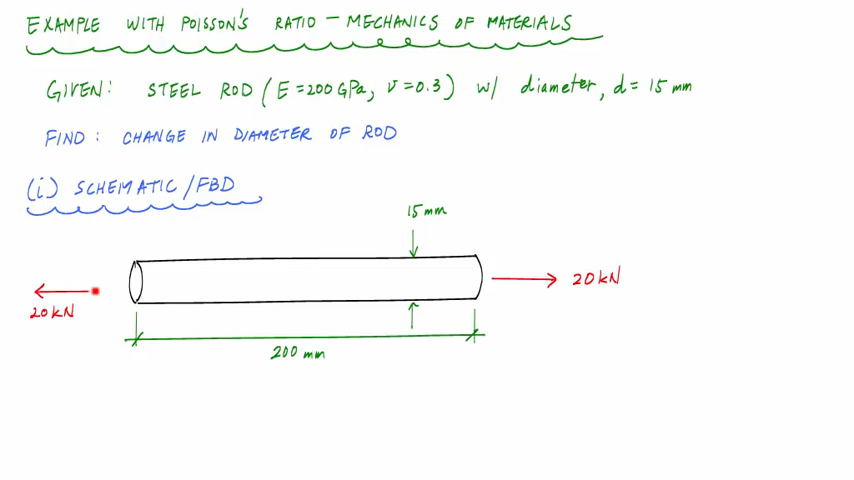 EXAMPLE WITH POISSON'S RATIO - MECHANICS OF MATERIALS
GIVEN: STEEL ROD (E = 200 GPa, ν = 0.3) W/ diameter, d = 15 mm
FIND: CHANGE IN DIAMETER OF ROD
(i) SCHEMATIC/FBD
15 mm
20 kN
20 kN
200 mm